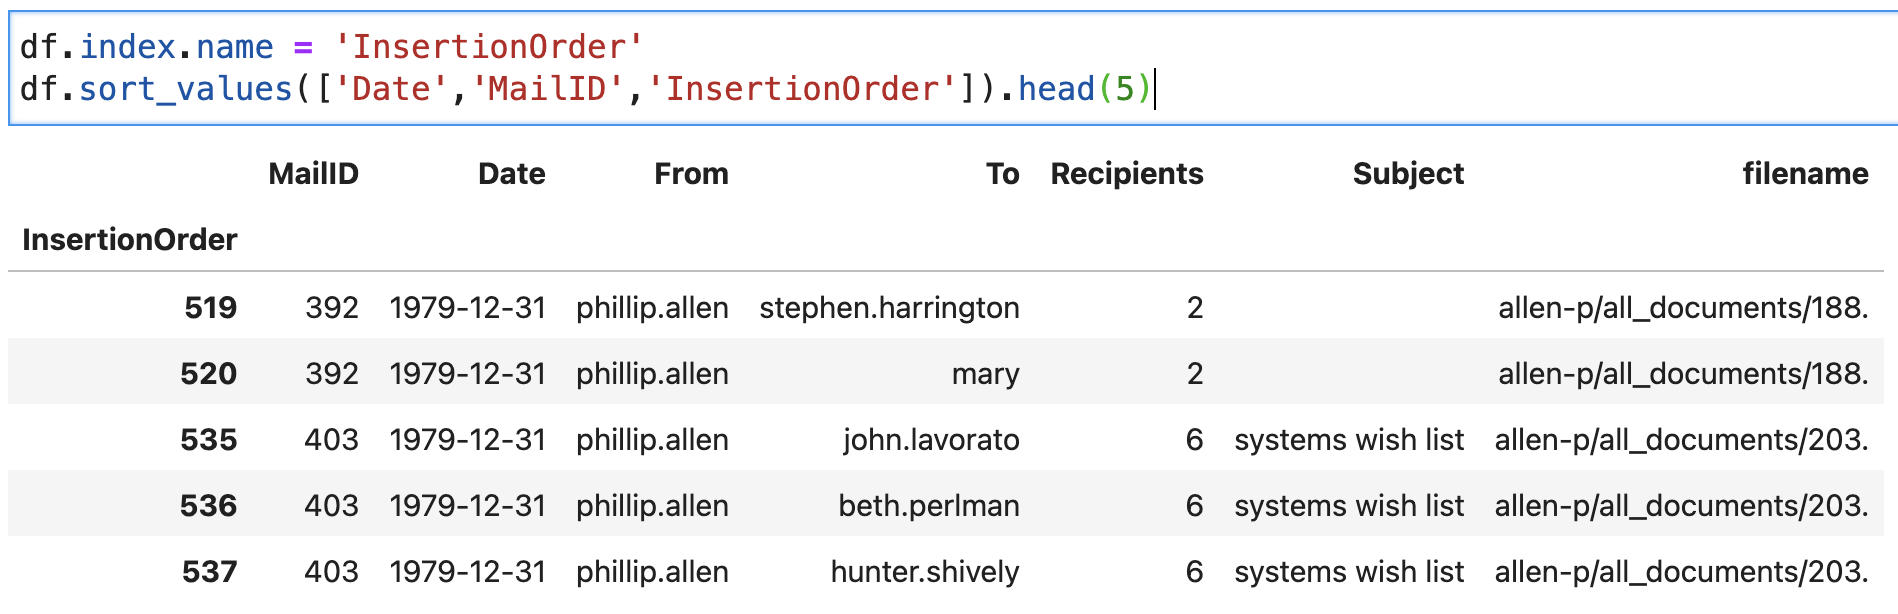 df.index.name = 'InsertionOrder'
df.sort_values(['Date','MailID','InsertionOrder']).head(5)
MailID Date From To Recipients Subject filename
InsertionOrder
519 392 1979-12-31 phillip.allen stephen.harrington 2 allen-p/all_documents/188.
520 392 1979-12-31 phillip.allen mary 2 allen-p/all_documents/188.
535 403 1979-12-31 phillip.allen john.lavorato 6 systems wish list allen-p/all_documents/203.
536 403 1979-12-31 phillip.allen beth.perlman 6 systems wish list allen-p/all_documents/203.
537 403 1979-12-31 phillip.allen hunter.shively 6 systems wish list allen-p/all_documents/203.